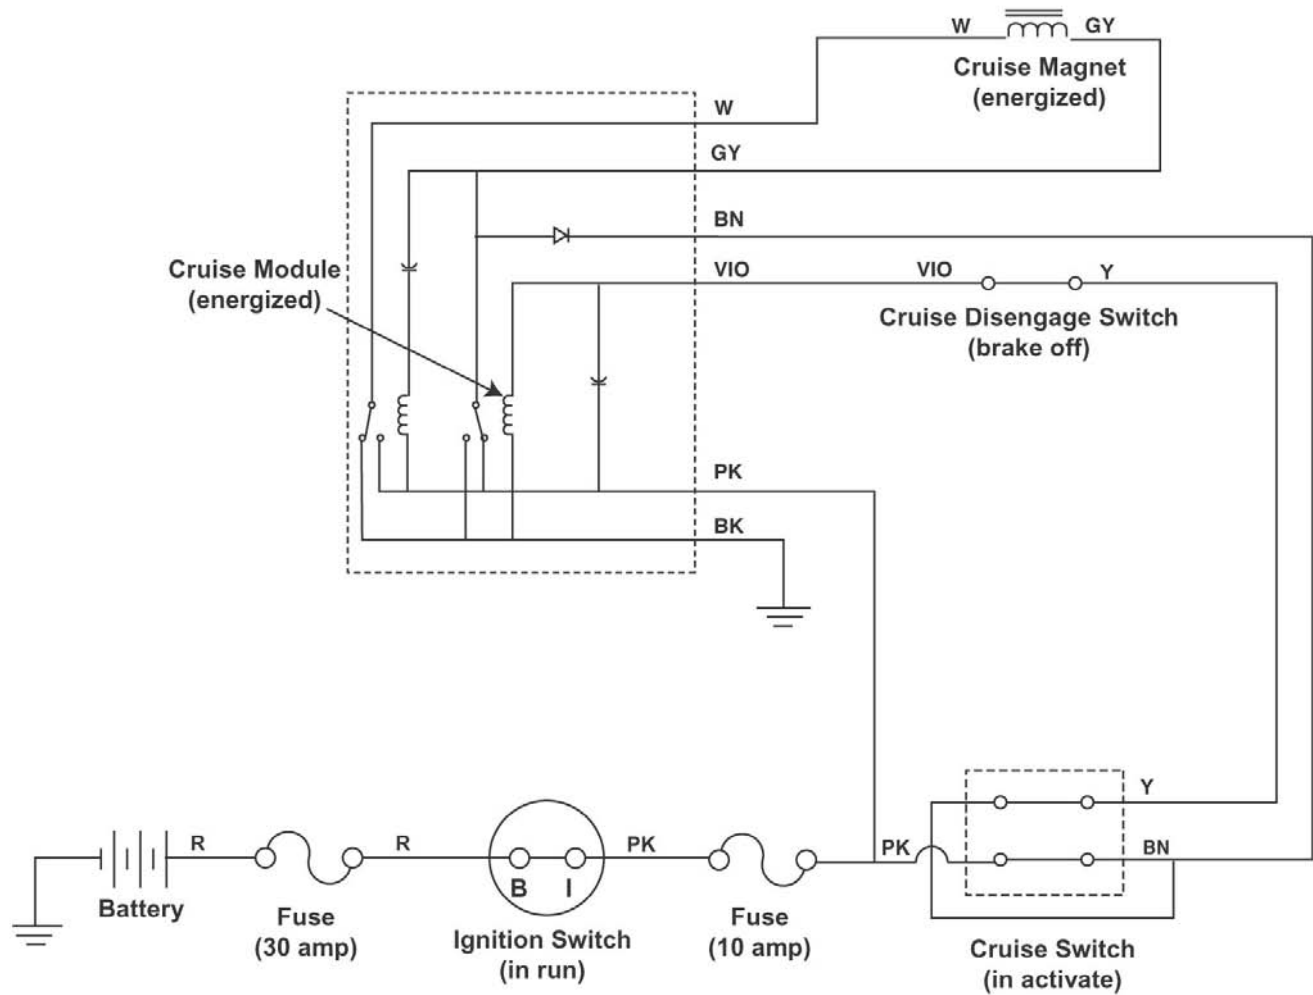 W
GY
Cruise Magnet
(energized)
W
GY
BN
Cruise Module
(energized)
VIO
VIO
Y
Cruise Disengage Switch
(brake off)
PK
BK
Y
R
R
PK
PK
BN
B
I
Battery
Fuse
(30 amp)
Ignition Switch
(in run)
Fuse
(10 amp)
Cruise Switch
(in activate)